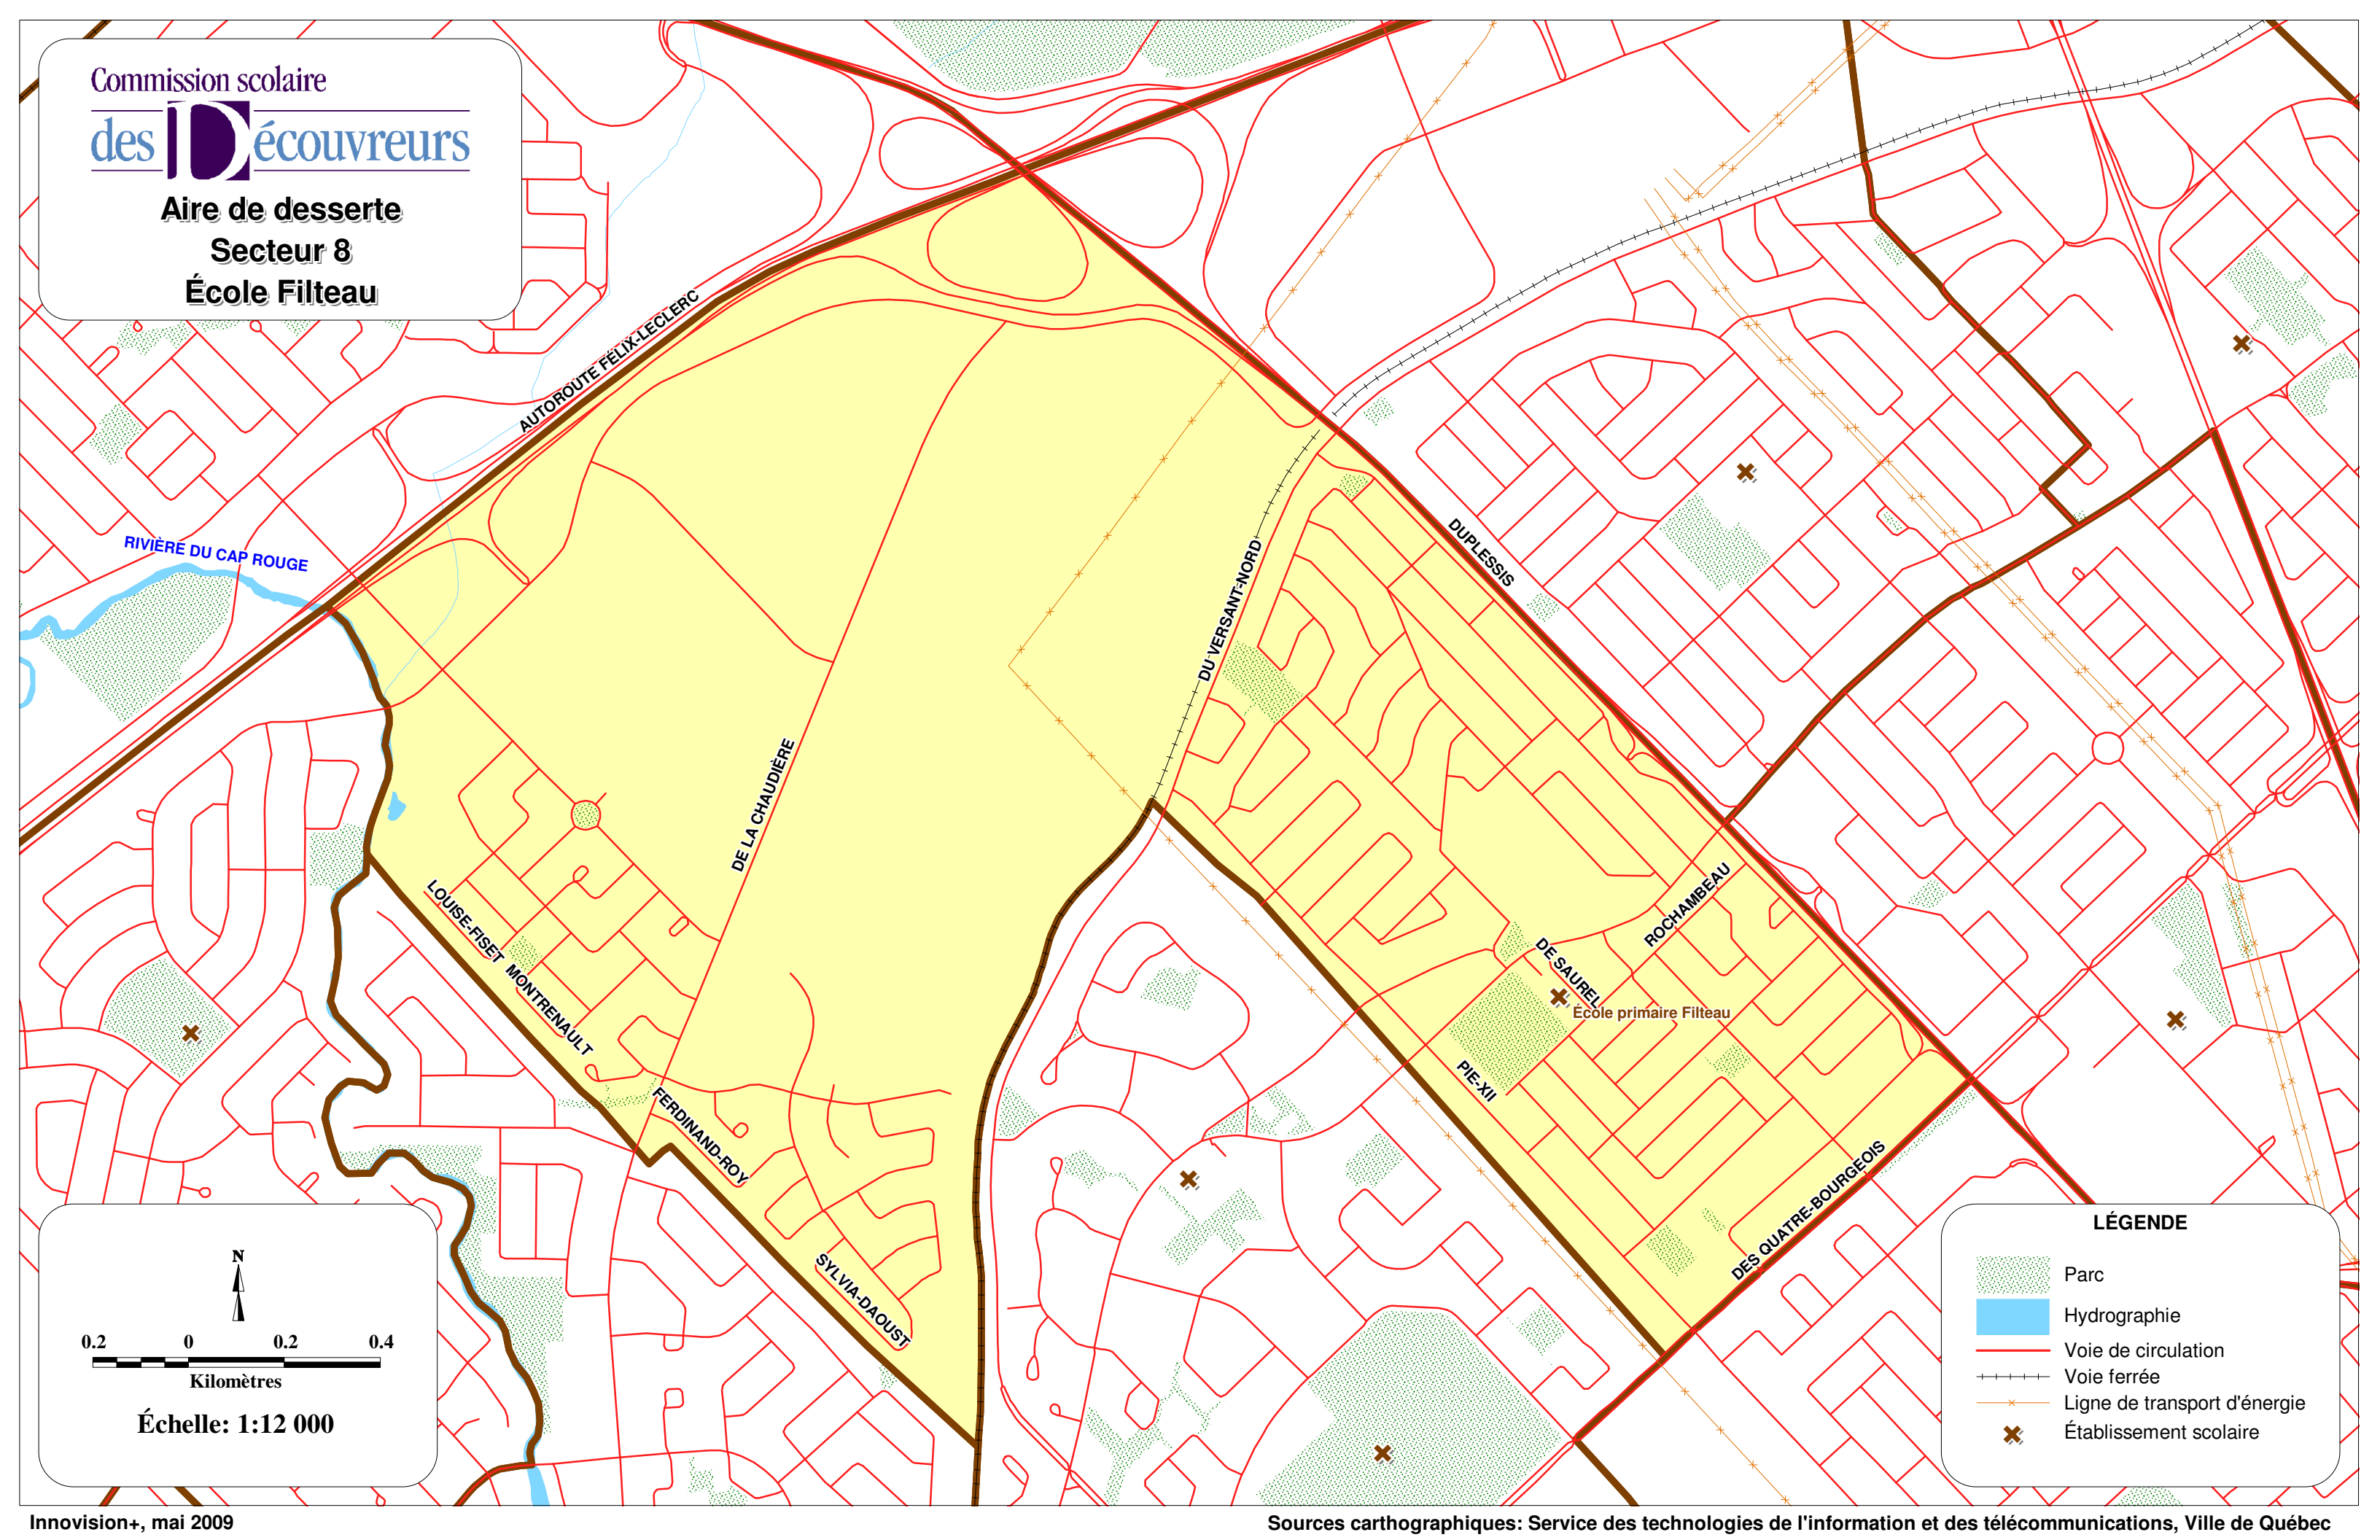 Commission scolaire
des Découvreurs
Aire de desserte
Secteur 8
École Filteau
AUTOROUTE FÉLIX-LECLERC
RIVIÈRE DU CAP ROUGE
DUPLESSIS
DU VERSANT-NORD
DE LA CHAUDIÈRE
ROCHAMBEAU
LOUISE-FISET
MONTRENAULT
DE SAUREL
École primaire Filteau
PIE-XII
FERDINAND-ROY
DES QUATRE-BOURGEOIS
SYLVIA-DAOUST
N
0.2 0 0.2 0.4
Kilomètres
Échelle: 1:12 000
LÉGENDE
Parc
Hydrographie
Voie de circulation
Voie ferrée
Ligne de transport d'énergie
Établissement scolaire
Innovision+, mai 2009
Sources carthographiques: Service des technologies de l'information et des télécommunications, Ville de Québec